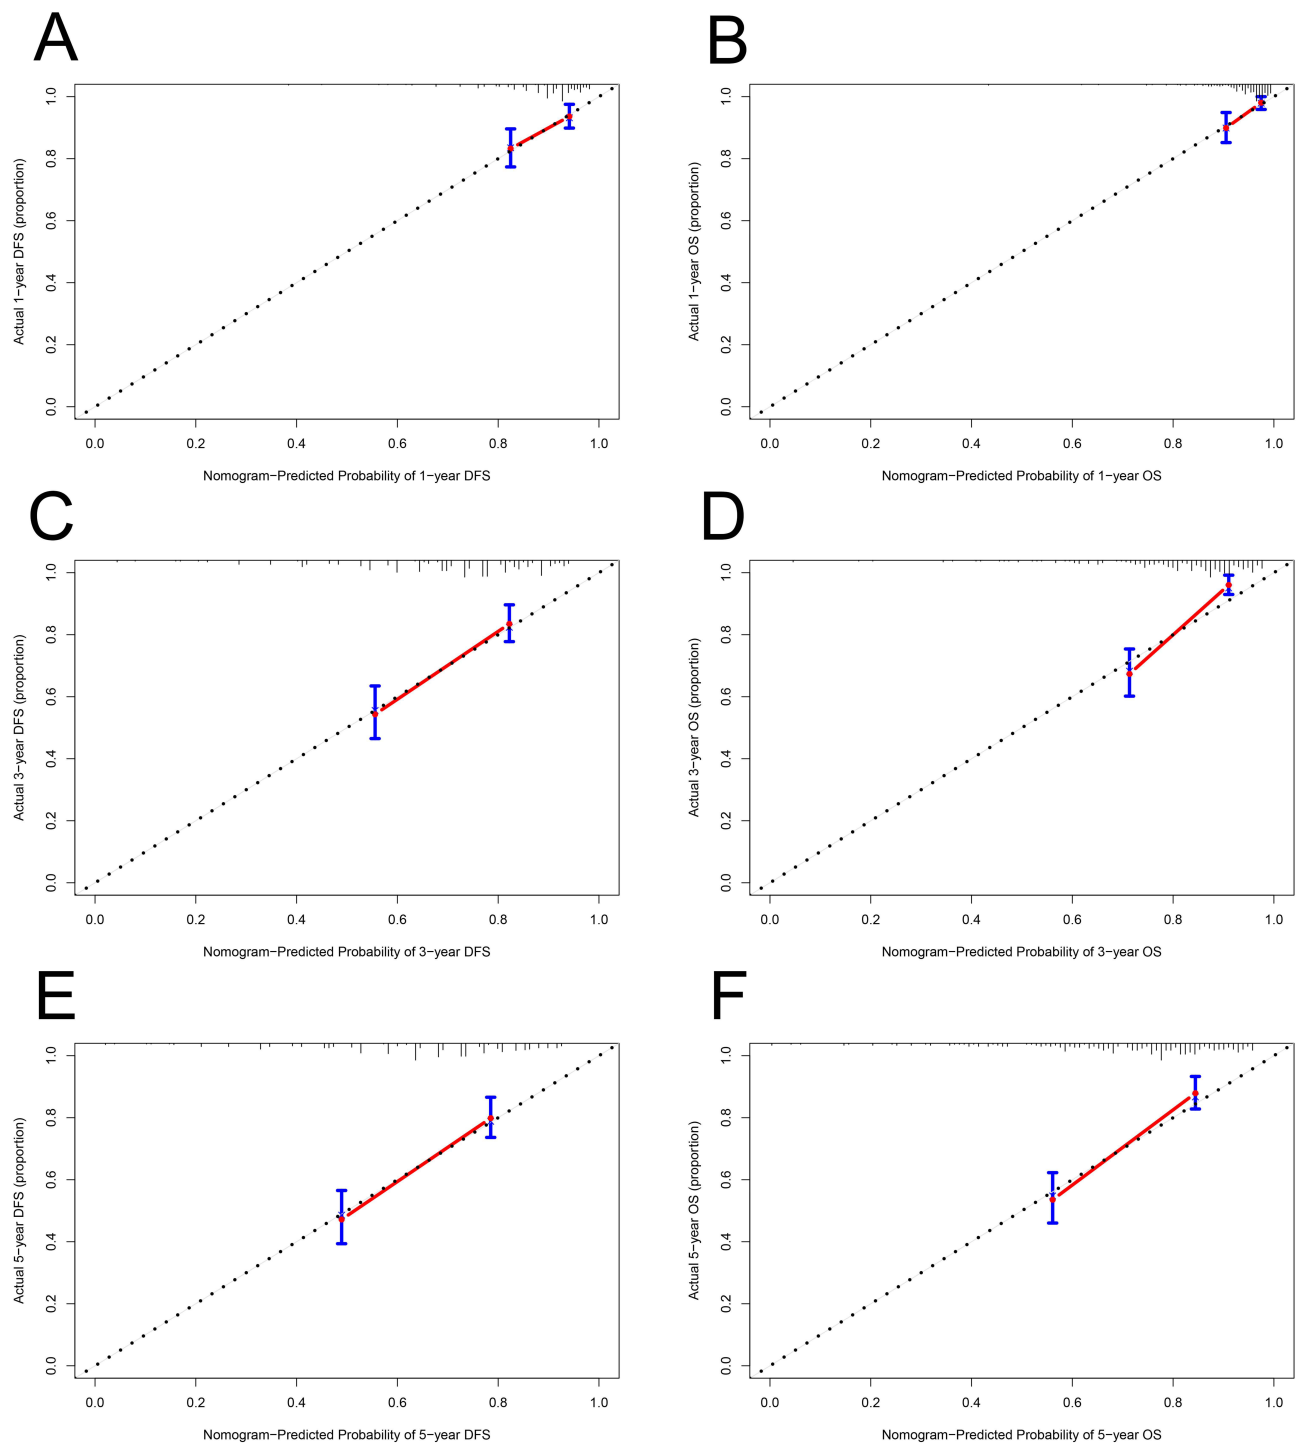 A
Actual 1−year DFS (proportion)
1.0
0.8
0.6
0.4
0.2
0.0
0.0 0.2 0.4 0.6 0.8 1.0
Nomogram−Predicted Probability of 1−year DFS
B
Actual 1−year OS (proportion)
1.0
0.8
0.6
0.4
0.2
0.0
0.0 0.2 0.4 0.6 0.8 1.0
Nomogram−Predicted Probability of 1−year OS
C
Actual 3−year DFS (proportion)
1.0
0.8
0.6
0.4
0.2
0.0
0.0 0.2 0.4 0.6 0.8 1.0
Nomogram−Predicted Probability of 3−year DFS
D
Actual 3−year OS (proportion)
1.0
0.8
0.6
0.4
0.2
0.0
0.0 0.2 0.4 0.6 0.8 1.0
Nomogram−Predicted Probability of 3−year OS
E
Actual 5−year DFS (proportion)
1.0
0.8
0.6
0.4
0.2
0.0
0.0 0.2 0.4 0.6 0.8 1.0
Nomogram−Predicted Probability of 5−year DFS
F
Actual 5−year OS (proportion)
1.0
0.8
0.6
0.4
0.2
0.0
0.0 0.2 0.4 0.6 0.8 1.0
Nomogram−Predicted Probability of 5−year OS